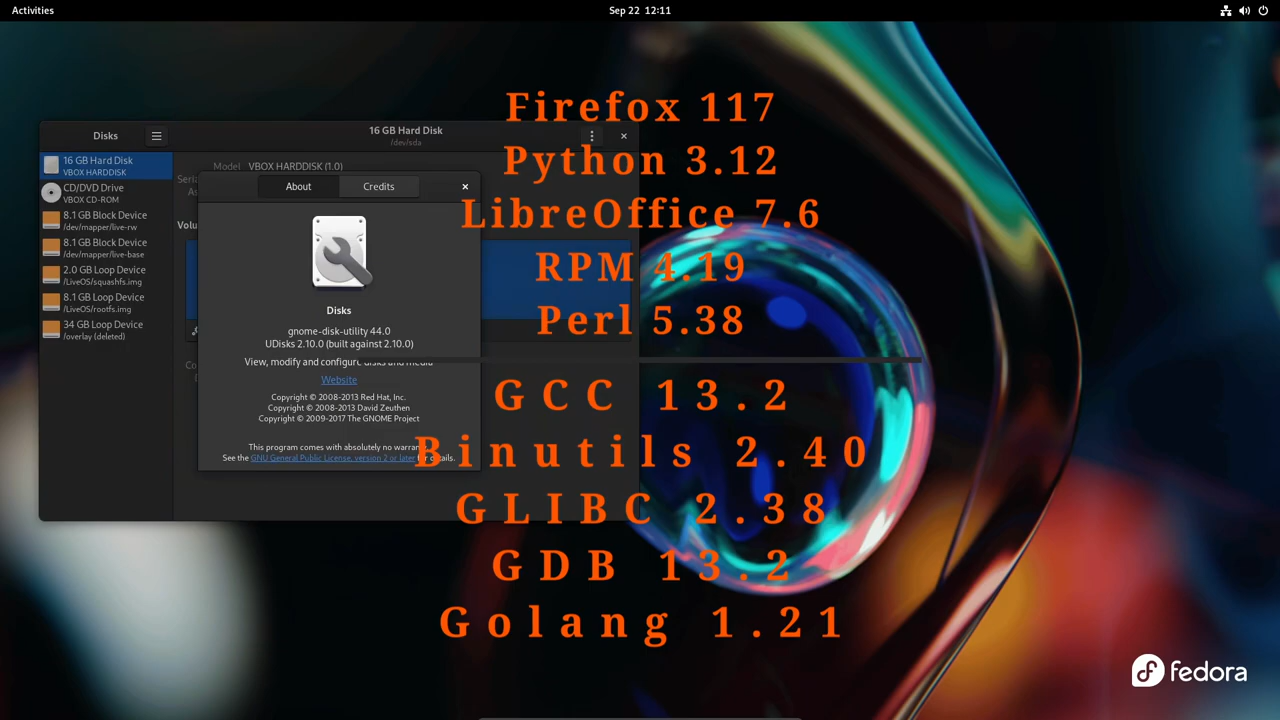 Activities
Sep 22 12:11
Disks
16 GB Hard Disk
/dev/sda
16 GB Hard Disk
VBOX HARDDISK
CD/DVD Drive
VBOX CD-ROM
8.1 GB Block Device
/dev/mapper/live-rw
8.1 GB Block Device
/dev/mapper/live-base
2.0 GB Loop Device
/LiveOS/squashfs.img
8.1 GB Loop Device
/LiveOS/rootfs.img
34 GB Loop Device
/overlay (deleted)
Model VBOX HARDDISK (1.0)
About
Credits
Disks
gnome-disk-utility 44.0
UDisks 2.10.0 (built against 2.10.0)
View, modify and configure disks and media
Website
Copyright © 2008-2013 Red Hat, Inc.
Copyright © 2008-2013 David Zeuthen
Copyright © 2009-2017 The GNOME Project
This program comes with absolutely no warranty.
See the GNU General Public License, version 2 or later for details.
Firefox 117
Python 3.12
LibreOffice 7.6
RPM 4.19
Perl 5.38
GCC 13.2
Binutils 2.40
GLIBC 2.38
GDB 13.2
Golang 1.21
fedora